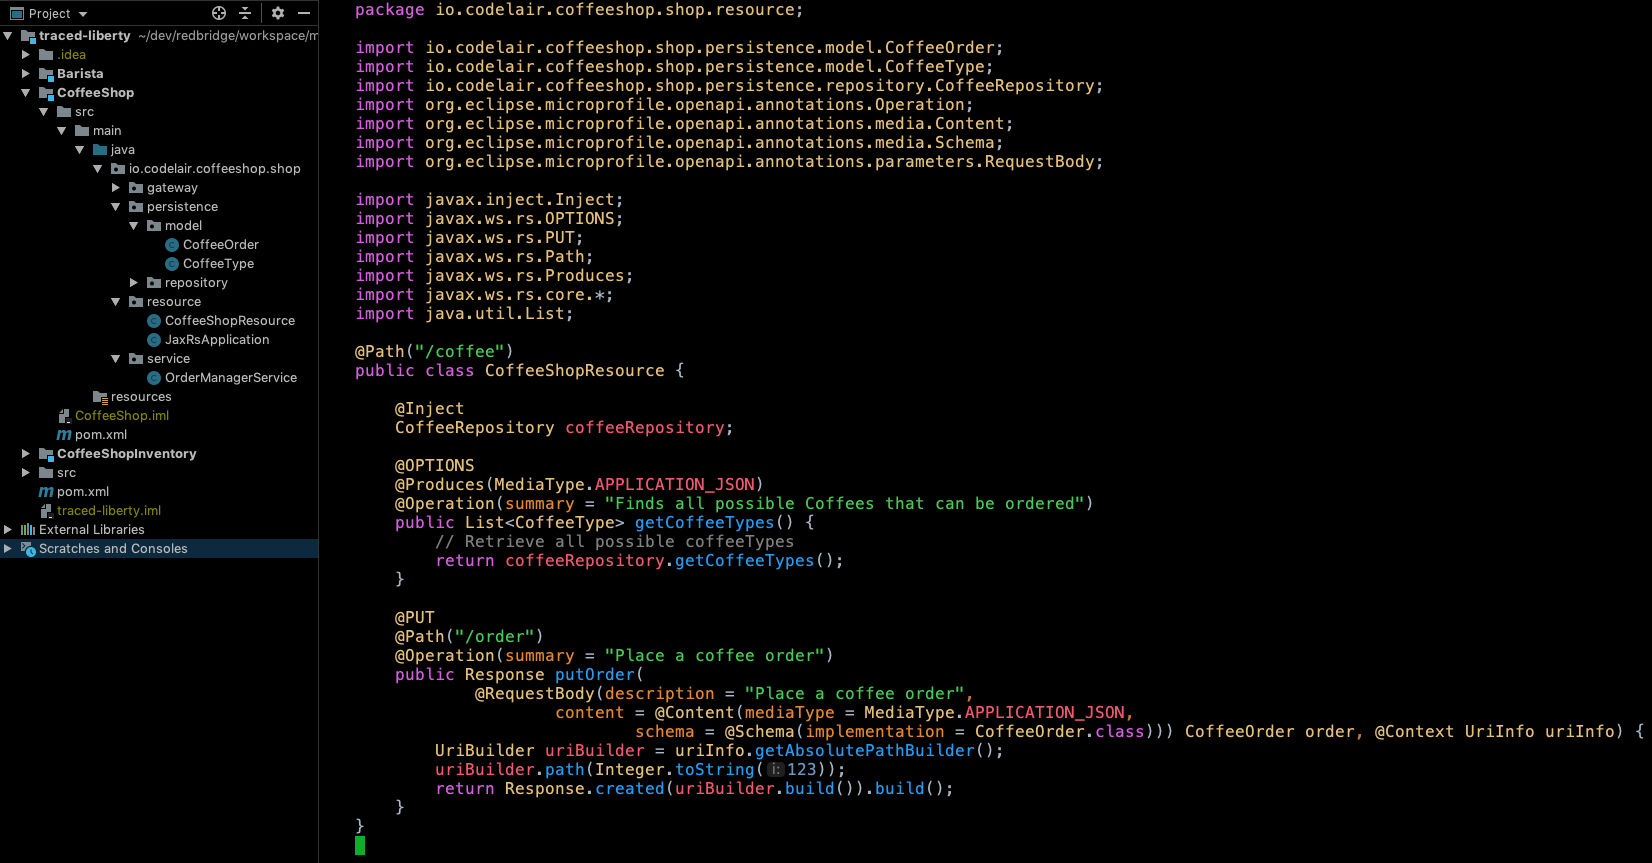 Project
traced-liberty ~/dev/redbridge/workspace/m
.idea
Barista
CoffeeShop
src
main
java
io.codelair.coffeeshop.shop
gateway
persistence
model
CoffeeOrder
CoffeeType
repository
resource
CoffeeShopResource
JaxRsApplication
service
OrderManagerService
resources
CoffeeShop.iml
pom.xml
CoffeeShopInventory
src
pom.xml
traced-liberty.iml
External Libraries
Scratches and Consoles
package io.codelair.coffeeshop.shop.resource;
import io.codelair.coffeeshop.shop.persistence.model.CoffeeOrder;
import io.codelair.coffeeshop.shop.persistence.model.CoffeeType;
import io.codelair.coffeeshop.shop.persistence.repository.CoffeeRepository;
import org.eclipse.microprofile.openapi.annotations.Operation;
import org.eclipse.microprofile.openapi.annotations.media.Content;
import org.eclipse.microprofile.openapi.annotations.media.Schema;
import org.eclipse.microprofile.openapi.annotations.parameters.RequestBody;
import javax.inject.Inject;
import javax.ws.rs.OPTIONS;
import javax.ws.rs.PUT;
import javax.ws.rs.Path;
import javax.ws.rs.Produces;
import javax.ws.rs.core.*;
import java.util.List;
@Path("/coffee")
public class CoffeeShopResource {
@Inject
CoffeeRepository coffeeRepository;
@OPTIONS
@Produces(MediaType.APPLICATION_JSON)
@Operation(summary = "Finds all possible Coffees that can be ordered")
public List<CoffeeType> getCoffeeTypes() {
// Retrieve all possible coffeeTypes
return coffeeRepository.getCoffeeTypes();
}
@PUT
@Path("/order")
@Operation(summary = "Place a coffee order")
public Response putOrder(
@RequestBody(description = "Place a coffee order",
content = @Content(mediaType = MediaType.APPLICATION_JSON,
schema = @Schema(implementation = CoffeeOrder.class))) CoffeeOrder order, @Context UriInfo uriInfo) {
UriBuilder uriBuilder = uriInfo.getAbsolutePathBuilder();
uriBuilder.path(Integer.toString( i: 123));
return Response.created(uriBuilder.build()).build();
}
}